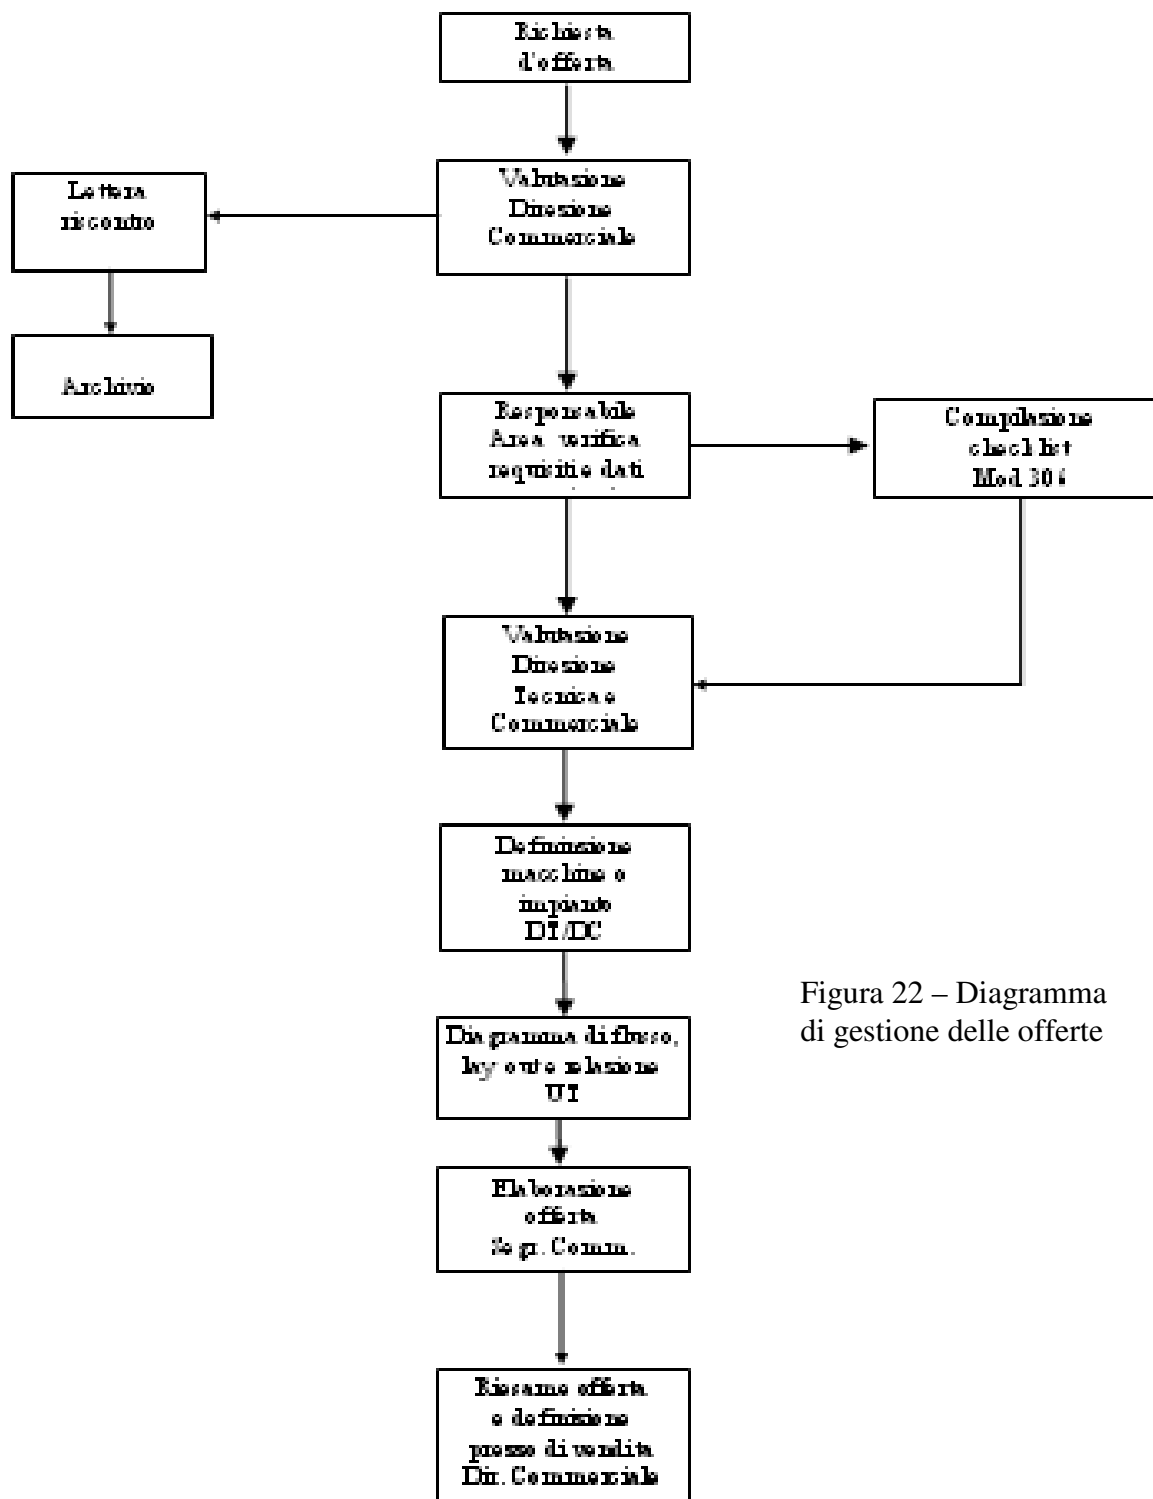 Richiesta
d'offerta
Valutazione
Direzione
Commerciale
Lettera
riscontro
Archivio
Responsabile
Area verifica
requisiti e dati
Compilazione
check list
Mod 306
Valutazione
Direzione
Tecnica e
Commerciale
Definizione
macchine o
impianto
DT/DC
Diagramma di flusso,
lay out e relazione
UT
Elaborazione
offerta
Segr. Comm.
Riesame offerta
e definizione
prezzo di vendita
Dir. Commerciale
Figura 22 – Diagramma
di gestione delle offerte